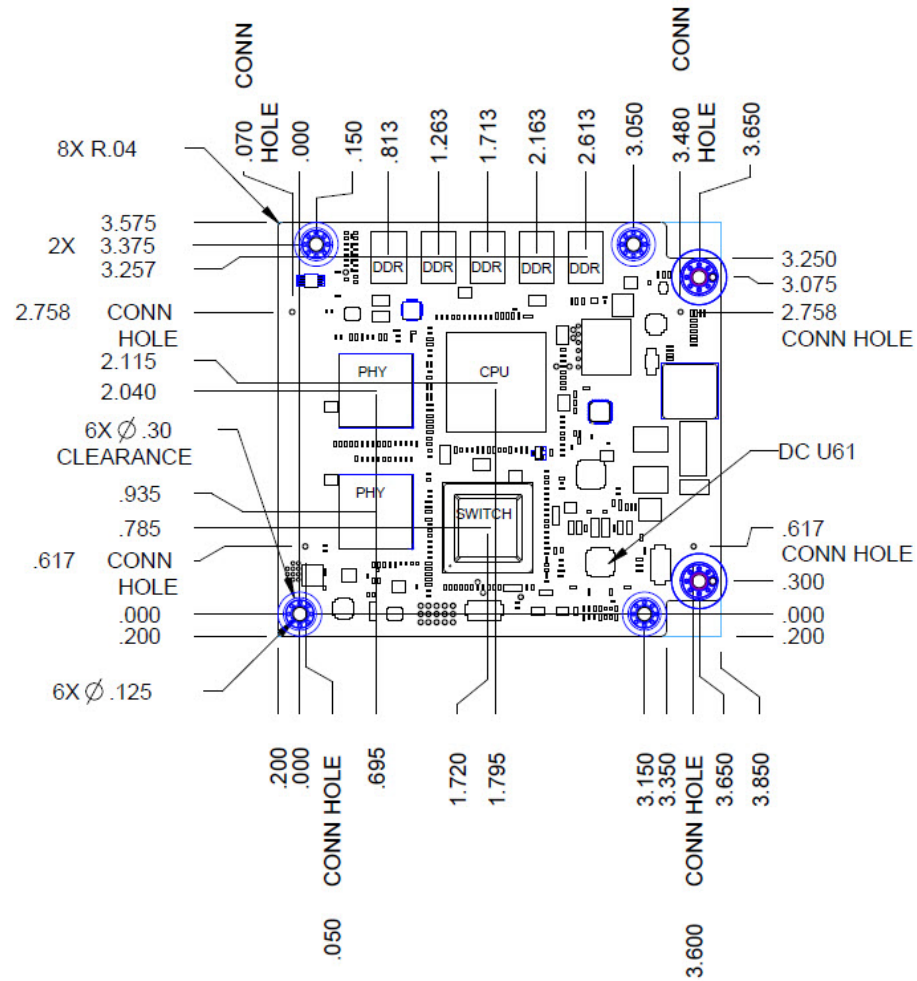 CONN
CONN
.070
HOLE
.000
.150
.813
1.263
1.713
2.163
2.613
3.050
3.480
HOLE
3.650
8X R.04
3.575
2X 3.375
3.257
3.250
3.075
2.758 CONN
HOLE
2.758
CONN HOLE
2.115
2.040
6X Ø .30
CLEARANCE
.935
.785
.617 CONN
HOLE
.000
.200
6X Ø .125
DDR
DDR
DDR
DDR
DDR
PHY
CPU
PHY
SWITCH
DC U61
.617
CONN HOLE
.300
.000
.200
.200
.000
.050 CONN HOLE
.695
1.720
1.795
3.150
3.350
3.600 CONN HOLE
3.650
3.850